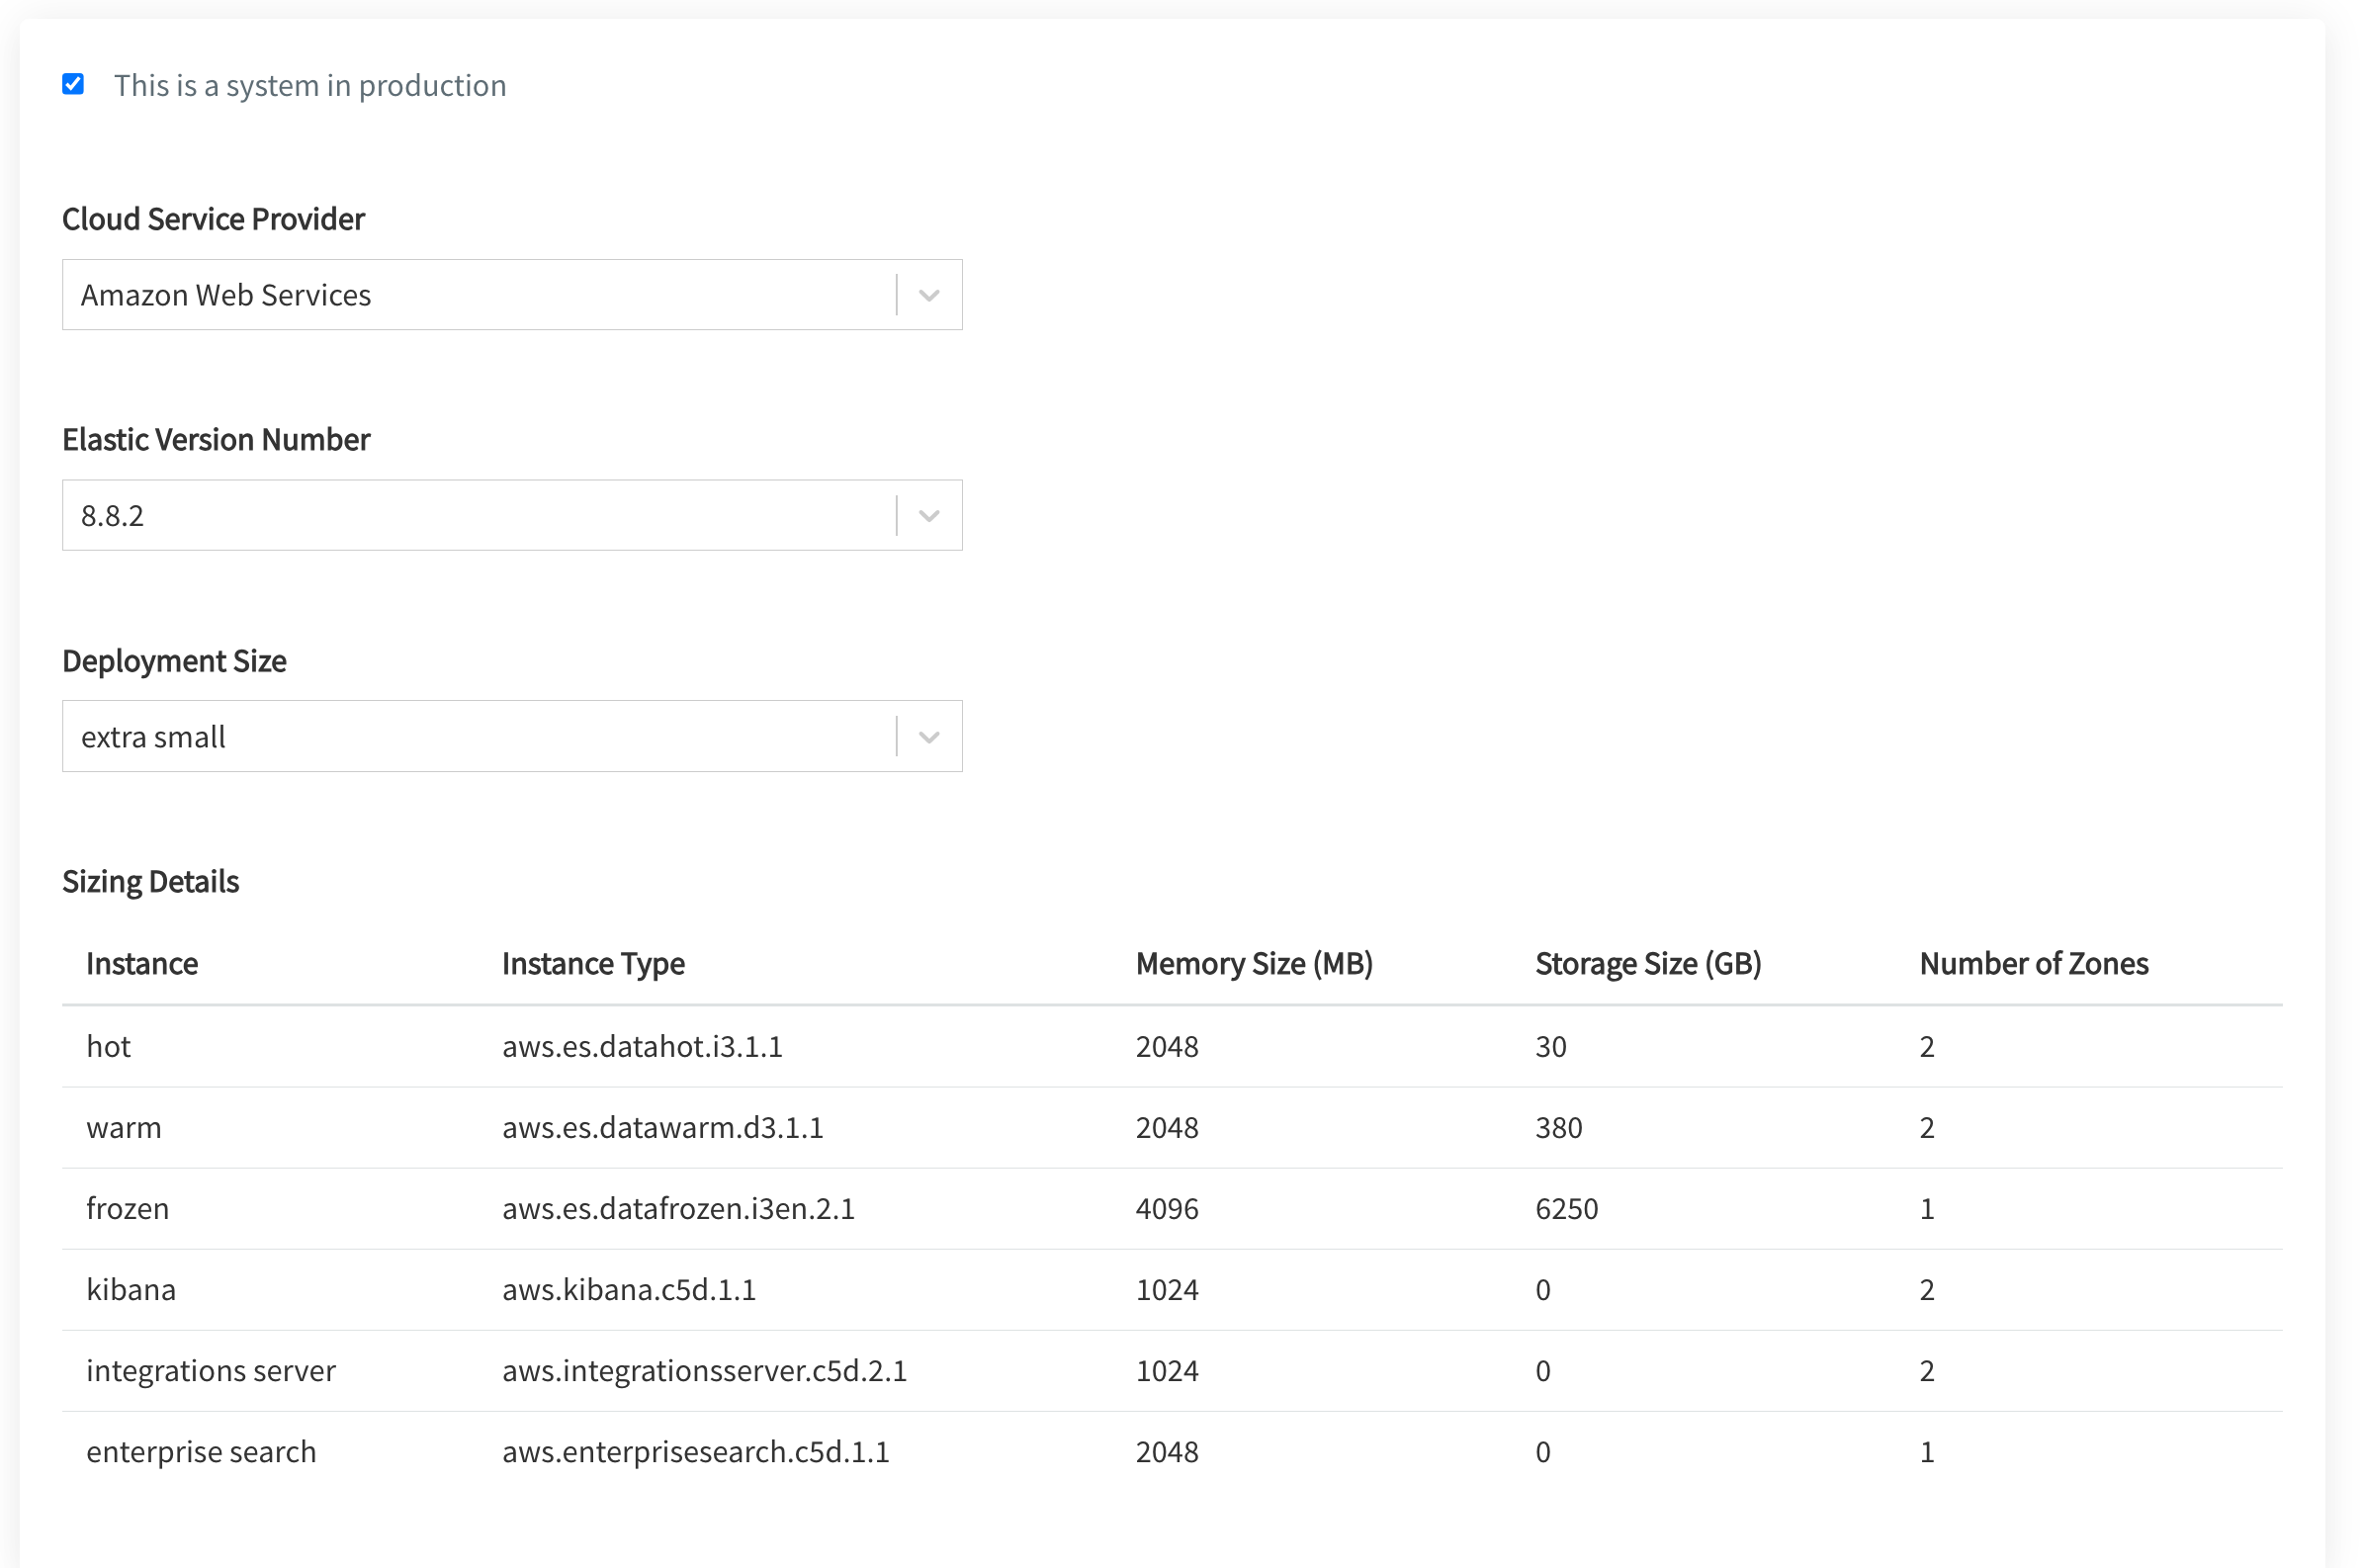 This is a system in production
Cloud Service Provider
Amazon Web Services
Elastic Version Number
8.8.2
Deployment Size
extra small
Sizing Details
Instance Instance Type Memory Size (MB) Storage Size (GB) Number of Zones
hot aws.es.datahot.i3.1.1 2048 30 2
warm aws.es.datawarm.d3.1.1 2048 380 2
frozen aws.es.datafrozen.i3en.2.1 4096 6250 1
kibana aws.kibana.c5d.1.1 1024 0 2
integrations server aws.integrationsserver.c5d.2.1 1024 0 2
enterprise search aws.enterprisesearch.c5d.1.1 2048 0 1